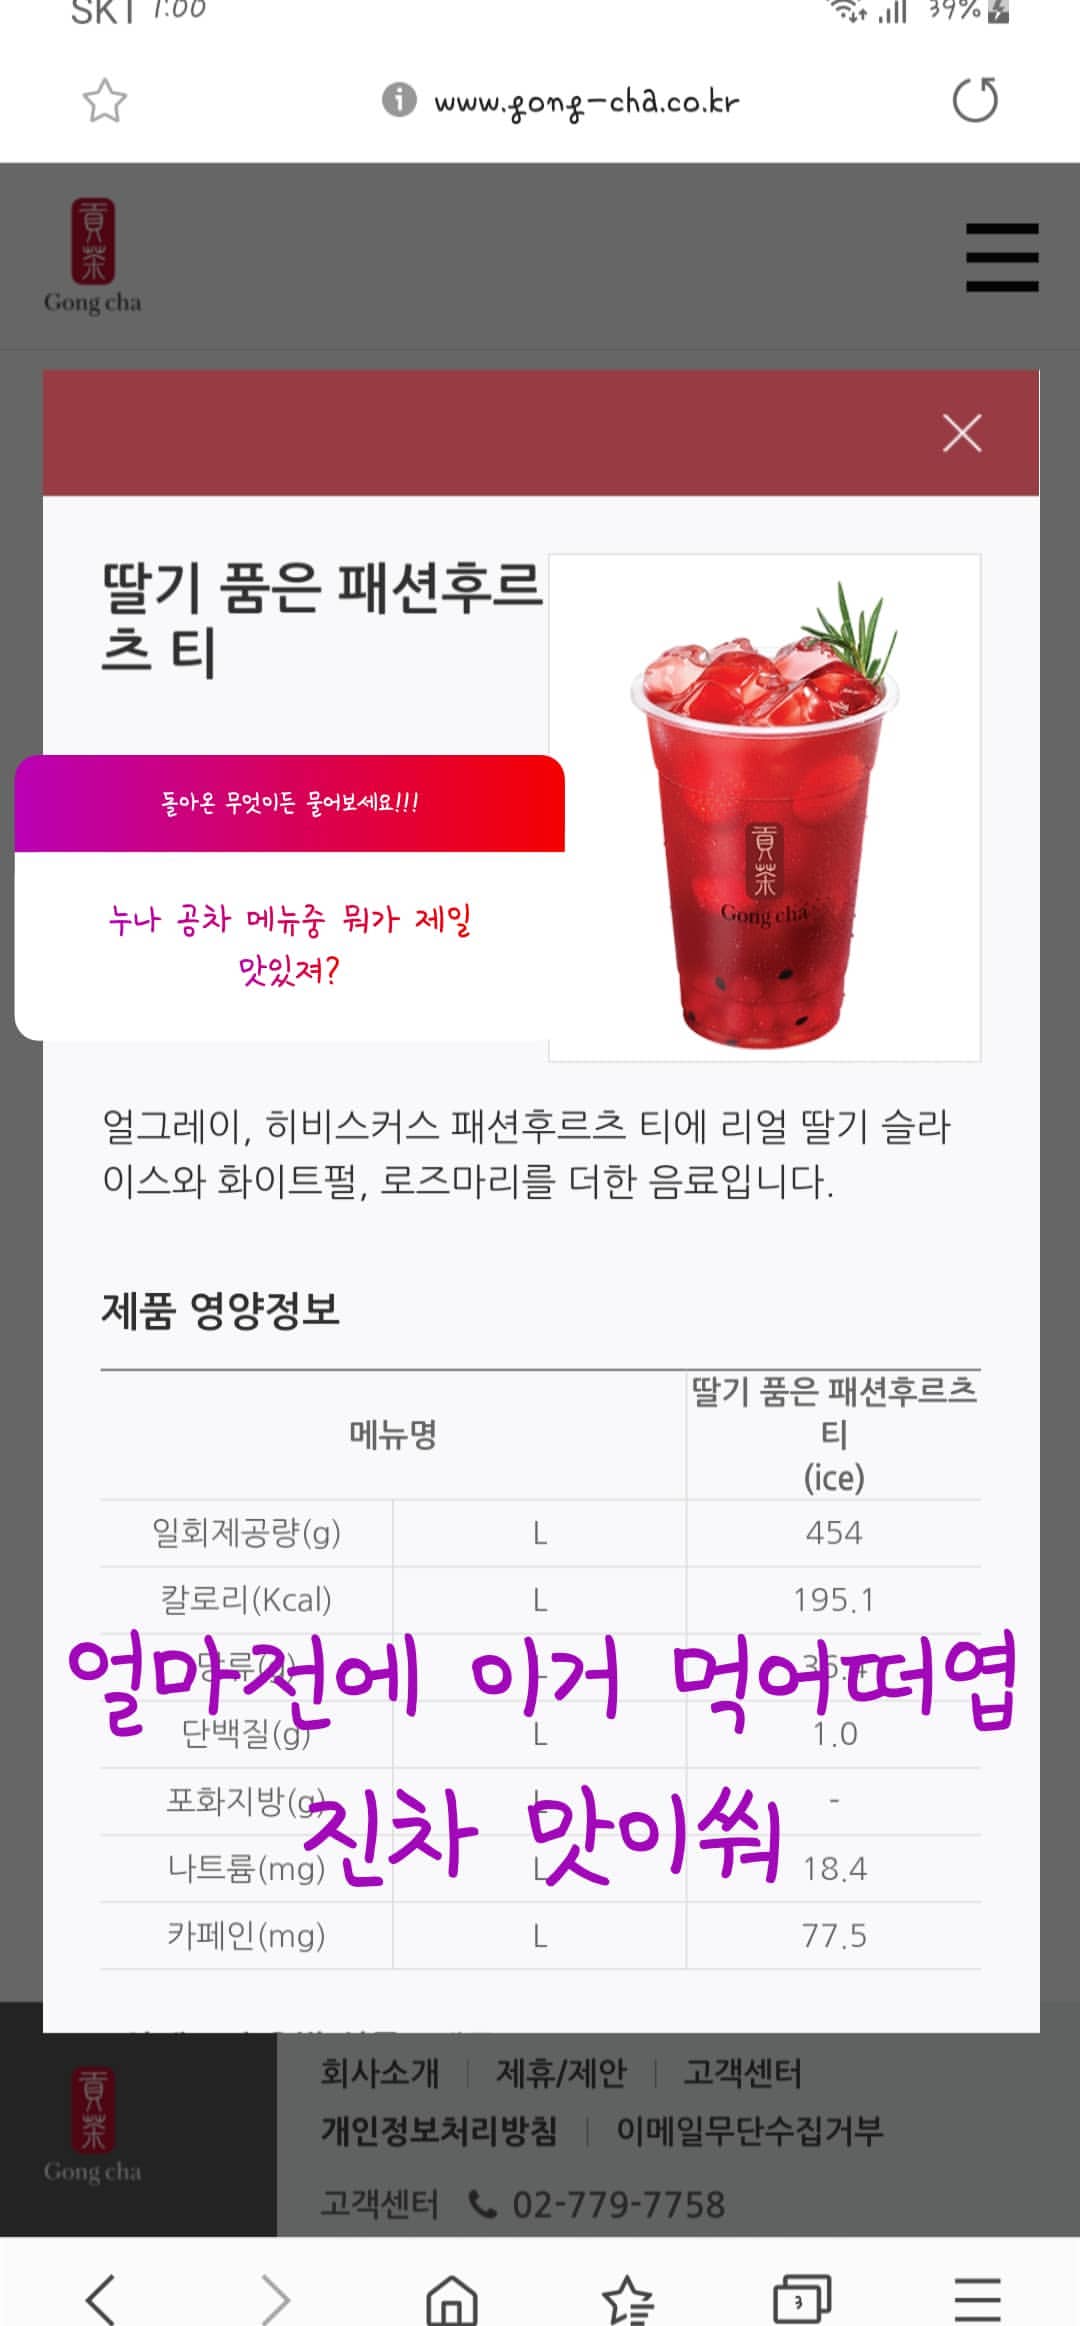 SKT 1:00
39%
www.gong-cha.co.kr
貢茶
Gong cha
딸기 품은 패션후르
츠 티
돌아온 무엇이든 물어보세요!!!
누나 공차 메뉴중 뭐가 제일
맛있져?
貢茶
Gong cha
얼그레이, 히비스커스 패션후르츠 티에 리얼 딸기 슬라
이스와 화이트펄, 로즈마리를 더한 음료입니다.
제품 영양정보
메뉴명
딸기 품은 패션후르츠
티
(ice)
일회제공량(g) L 454
칼로리(Kcal) L 195.1
얼마전에 이거 먹어떠엽
당류(g) L 36.4
단백질(g) L 1.0
포화지방(g) L -
진차 맛이쒀
나트륨(mg) L 18.4
카페인(mg) L 77.5
회사소개 | 제휴/제안 | 고객센터
개인정보처리방침 | 이메일무단수집거부
貢茶
Gong cha
고객센터 02-779-7758
3